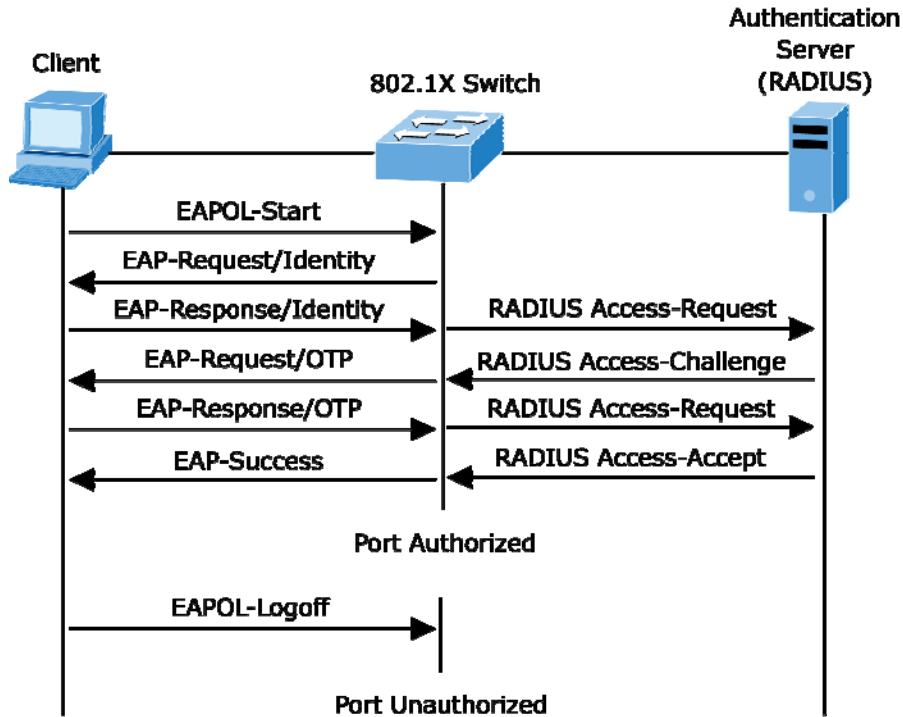 Authentication
Server
(RADIUS)
Client
802.1X Switch
EAPOL-Start
EAP-Request/Identity
EAP-Response/Identity
RADIUS Access-Request
EAP-Request/OTP
RADIUS Access-Challenge
EAP-Response/OTP
RADIUS Access-Request
EAP-Success
RADIUS Access-Accept
Port Authorized
EAPOL-Logoff
Port Unauthorized